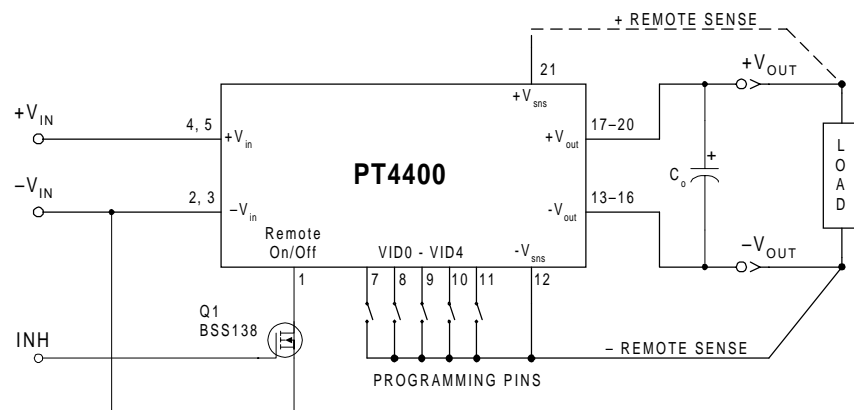 + REMOTE SENSE
21
+Vsns
+VOUT
+VIN
4, 5
+Vin
PT4400
+Vout
17–20
+
Co
LOAD
–VIN
2, 3
–Vin
-Vout
13–16
Remote
On/Off
VID0 - VID4
-Vsns
–VOUT
1
7
8
9
10
11
12
Q1
BSS138
INH
– REMOTE SENSE
PROGRAMMING PINS